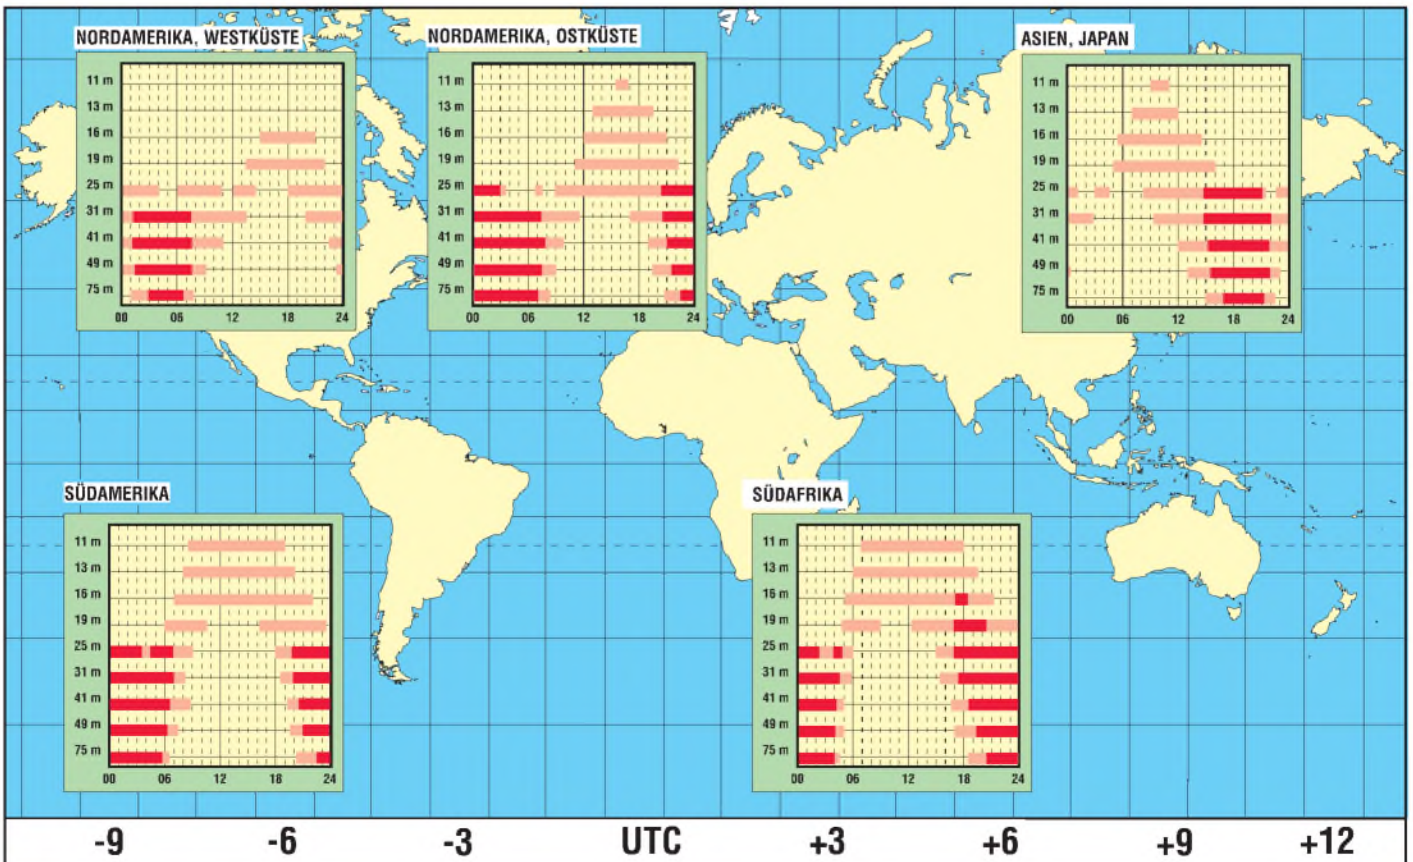 NORDAMERIKA, WESTKÜSTE
11 m
13 m
16 m
19 m
25 m
31 m
41 m
49 m
75 m
00 06 12 18 24
NORDAMERIKA, OSTKÜSTE
11 m
13 m
16 m
19 m
25 m
31 m
41 m
49 m
75 m
00 06 12 18 24
ASIEN, JAPAN
11 m
13 m
16 m
19 m
25 m
31 m
41 m
49 m
75 m
00 06 12 18 24
SÜDAMERIKA
11 m
13 m
16 m
19 m
25 m
31 m
41 m
49 m
75 m
00 06 12 18 24
SÜDAFRIKA
11 m
13 m
16 m
19 m
25 m
31 m
41 m
49 m
75 m
00 06 12 18 24
-9 -6 -3 UTC +3 +6 +9 +12